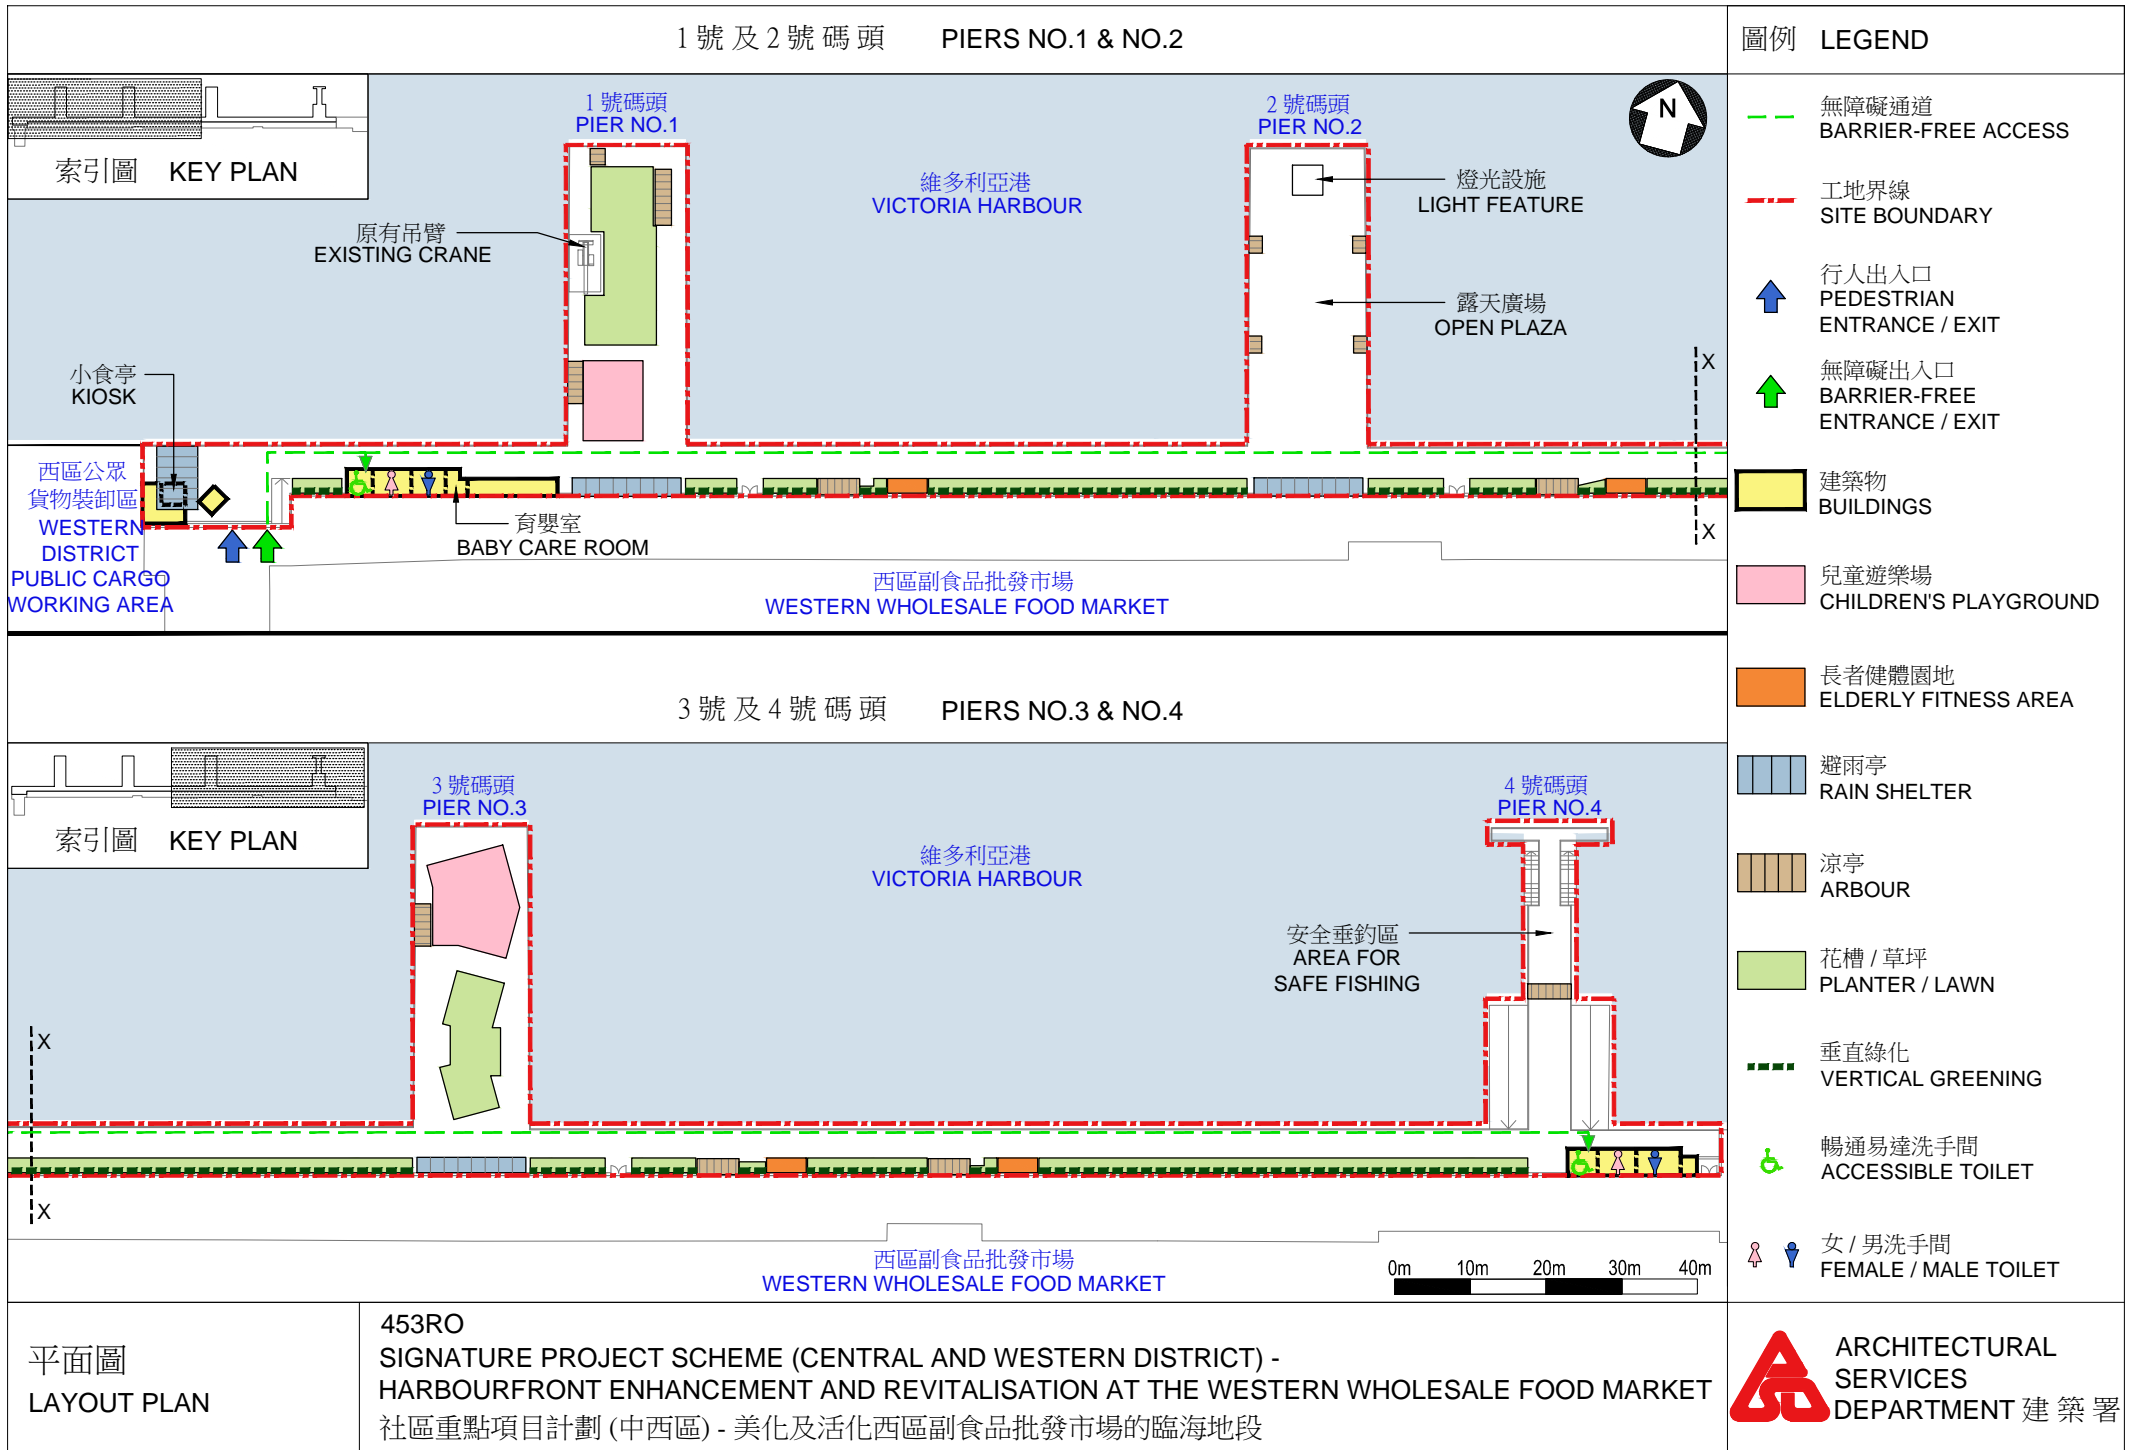 1號及2號碼頭 PIERS NO.1 & NO.2
索引圖 KEY PLAN
1 號碼頭
PIER NO.1
2 號碼頭
PIER NO.2
N
維多利亞港
VICTORIA HARBOUR
燈光設施
LIGHT FEATURE
原有吊臂
EXISTING CRANE
露天廣場
OPEN PLAZA
小食亭
KIOSK
X
X
西區公眾
貨物裝卸區
WESTERN
DISTRICT
PUBLIC CARGO
WORKING AREA
育嬰室
BABY CARE ROOM
西區副食品批發市場
WESTERN WHOLESALE FOOD MARKET
3號及4號碼頭 PIERS NO.3 & NO.4
索引圖 KEY PLAN
3 號碼頭
PIER NO.3
4 號碼頭
PIER NO.4
維多利亞港
VICTORIA HARBOUR
安全垂釣區
AREA FOR
SAFE FISHING
X
X
西區副食品批發市場
WESTERN WHOLESALE FOOD MARKET
0m 10m 20m 30m 40m
圖例 LEGEND
無障礙通道
BARRIER-FREE ACCESS
工地界線
SITE BOUNDARY
行人出入口
PEDESTRIAN
ENTRANCE / EXIT
無障礙出入口
BARRIER-FREE
ENTRANCE / EXIT
建築物
BUILDINGS
兒童遊樂場
CHILDREN'S PLAYGROUND
長者健體園地
ELDERLY FITNESS AREA
避雨亭
RAIN SHELTER
涼亭
ARBOUR
花槽 / 草坪
PLANTER / LAWN
垂直綠化
VERTICAL GREENING
暢通易達洗手間
ACCESSIBLE TOILET
女 / 男洗手間
FEMALE / MALE TOILET
平面圖
LAYOUT PLAN
453RO
SIGNATURE PROJECT SCHEME (CENTRAL AND WESTERN DISTRICT) -
HARBOURFRONT ENHANCEMENT AND REVITALISATION AT THE WESTERN WHOLESALE FOOD MARKET
社區重點項目計劃 (中西區) - 美化及活化西區副食品批發市場的臨海地段
ARCHITECTURAL
SERVICES
DEPARTMENT 建築署